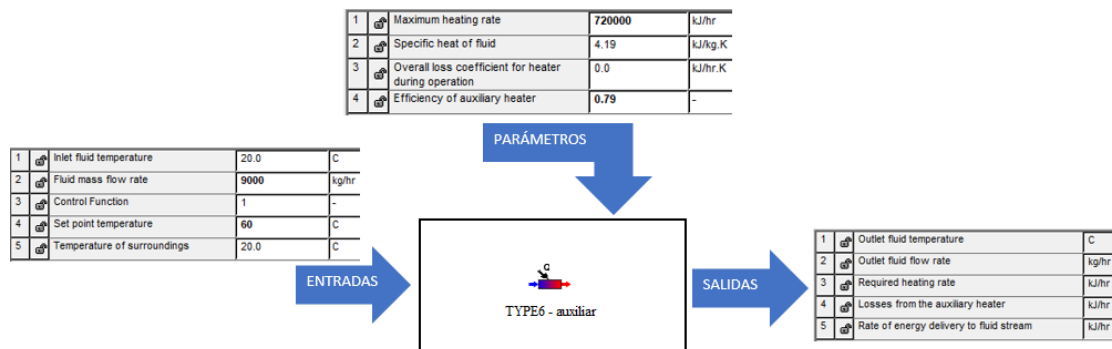 1 Maximum heating rate 720000 kJ/hr
2 Specific heat of fluid 4.19 kJ/kg.K
3 Overall loss coefficient for heater during operation 0.0 kJ/hr.K
4 Efficiency of auxiliary heater 0.79 -
PARÁMETROS
1 Inlet fluid temperature 20.0 C
2 Fluid mass flow rate 9000 kg/hr
3 Control Function 1 -
4 Set point temperature 60 C
5 Temperature of surroundings 20.0 C
ENTRADAS
Q
TYPE6 - auxiliar
SALIDAS
1 Outlet fluid temperature C
2 Outlet fluid flow rate kg/hr
3 Required heating rate kJ/hr
4 Losses from the auxiliary heater kJ/hr
5 Rate of energy delivery to fluid stream kJ/hr